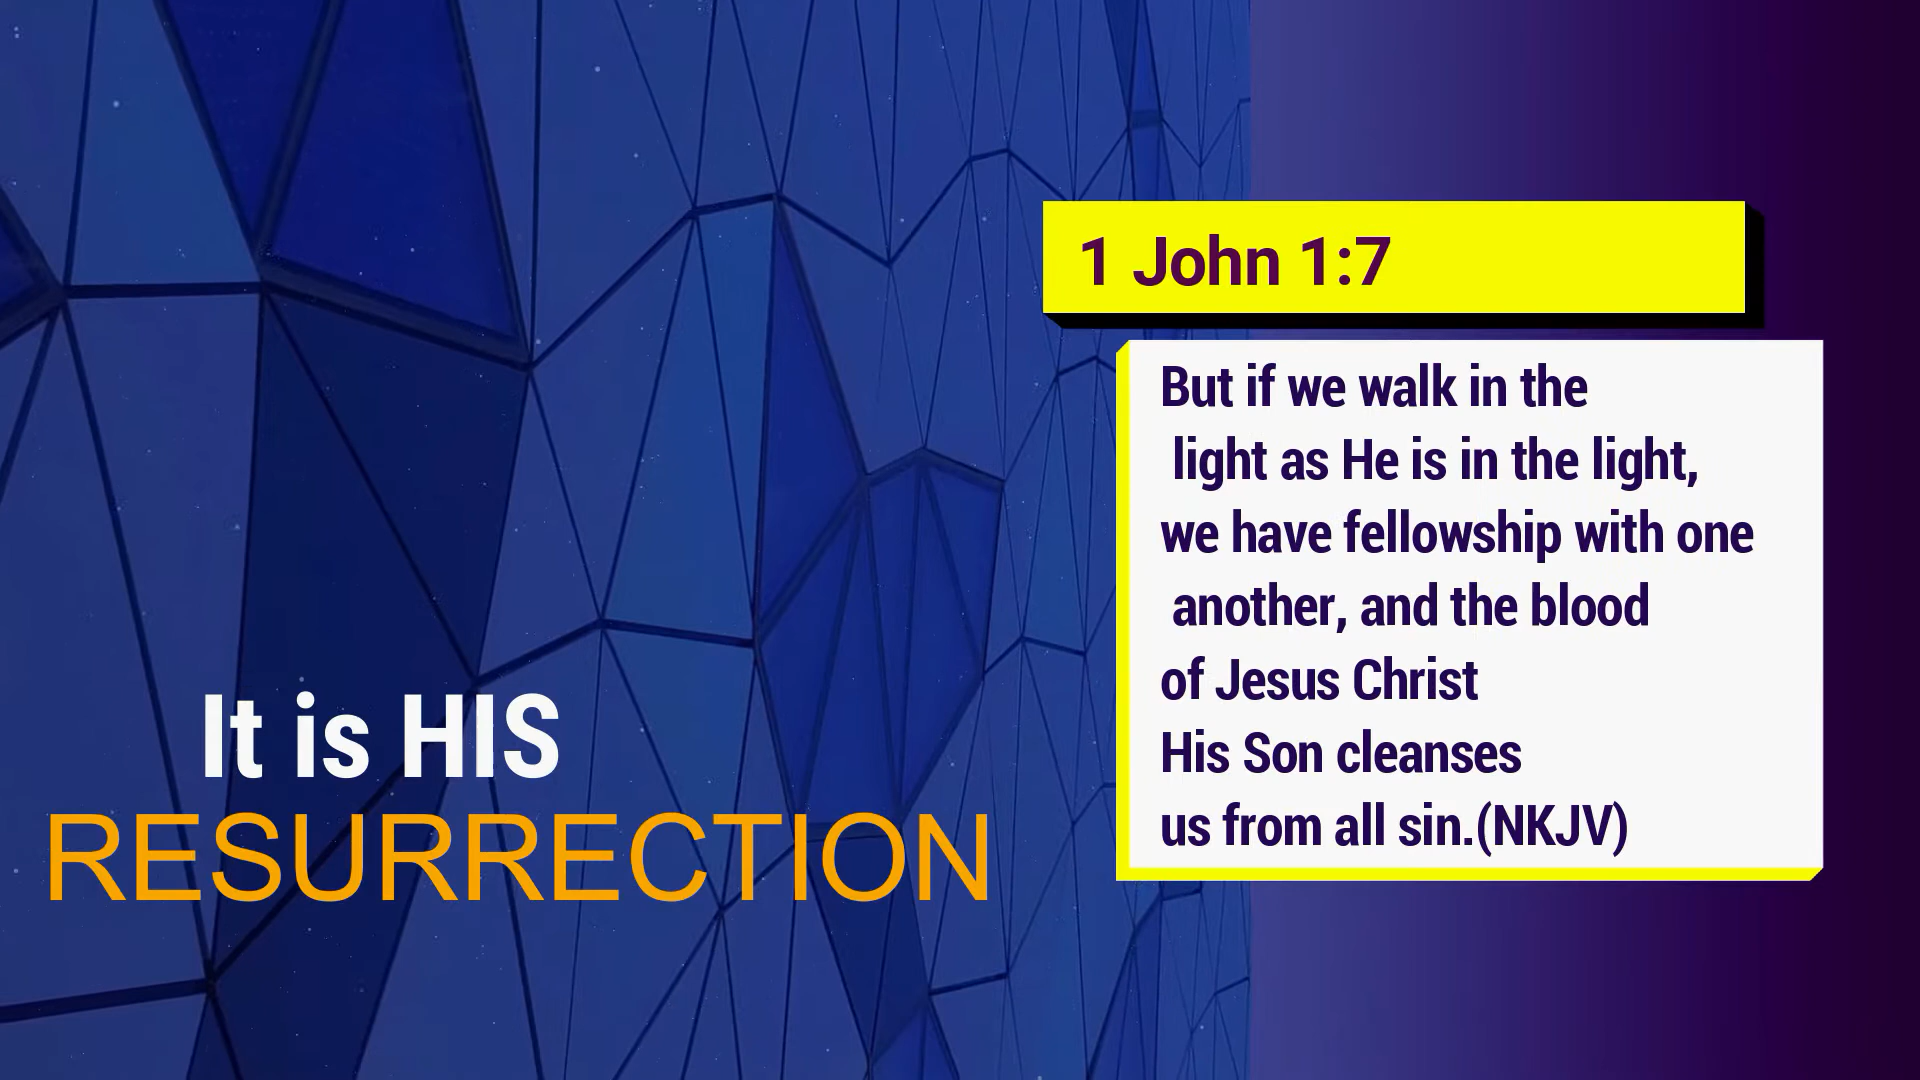 It is HIS
RESURRECTION
1 John 1:7
But if we walk in the
light as He is in the light,
we have fellowship with one
another, and the blood
of Jesus Christ
His Son cleanses
us from all sin.(NKJV)